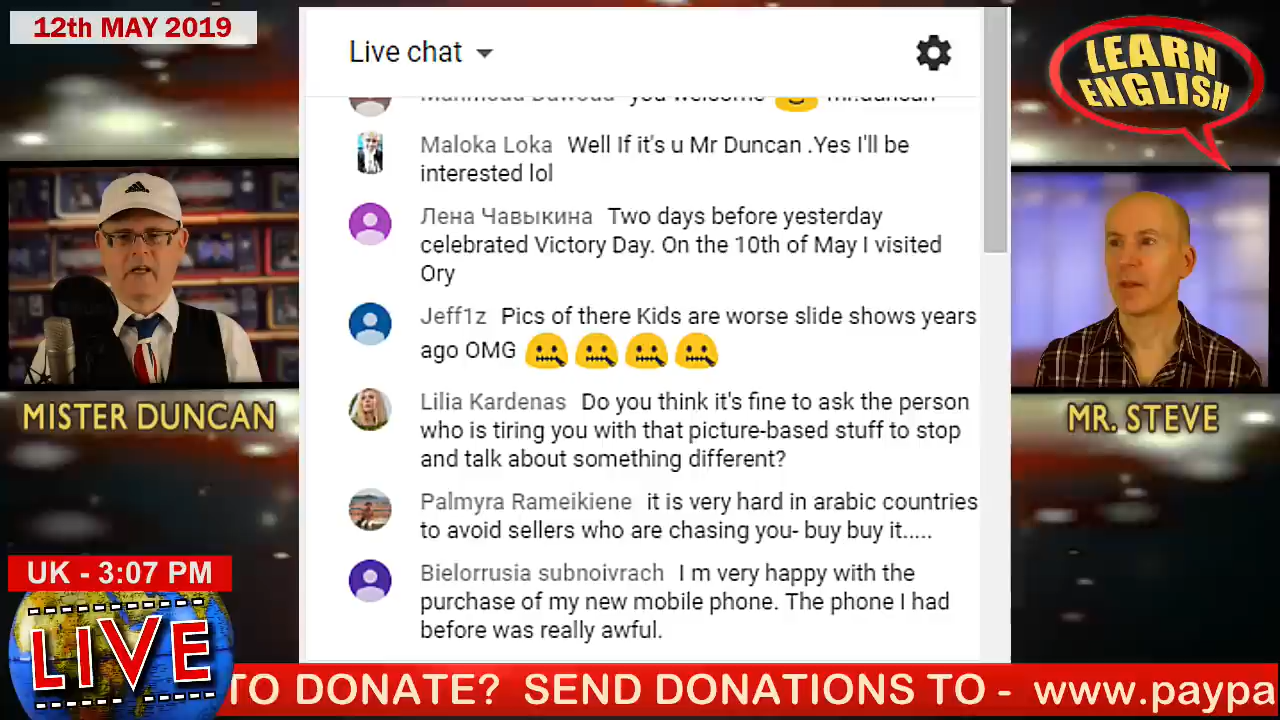 12th MAY 2019
Live chat
LEARN
ENGLISH
you welcome mr.duncan
Maloka Loka Well If it's u Mr Duncan .Yes I'll be
interested lol
Лена Чавыкина Two days before yesterday
celebrated Victory Day. On the 10th of May I visited
Ory
Jeff1z Pics of there Kids are worse slide shows years
ago OMG
Lilia Kardenas Do you think it's fine to ask the person
who is tiring you with that picture-based stuff to stop
and talk about something different?
Palmyra Rameikiene it is very hard in arabic countries
to avoid sellers who are chasing you- buy buy it.....
Bielorrusia subnoivrach I m very happy with the
purchase of my new mobile phone. The phone I had
before was really awful.
MISTER DUNCAN
MR. STEVE
UK - 3:07 PM
LIVE
TO DONATE? SEND DONATIONS TO - www.paypa